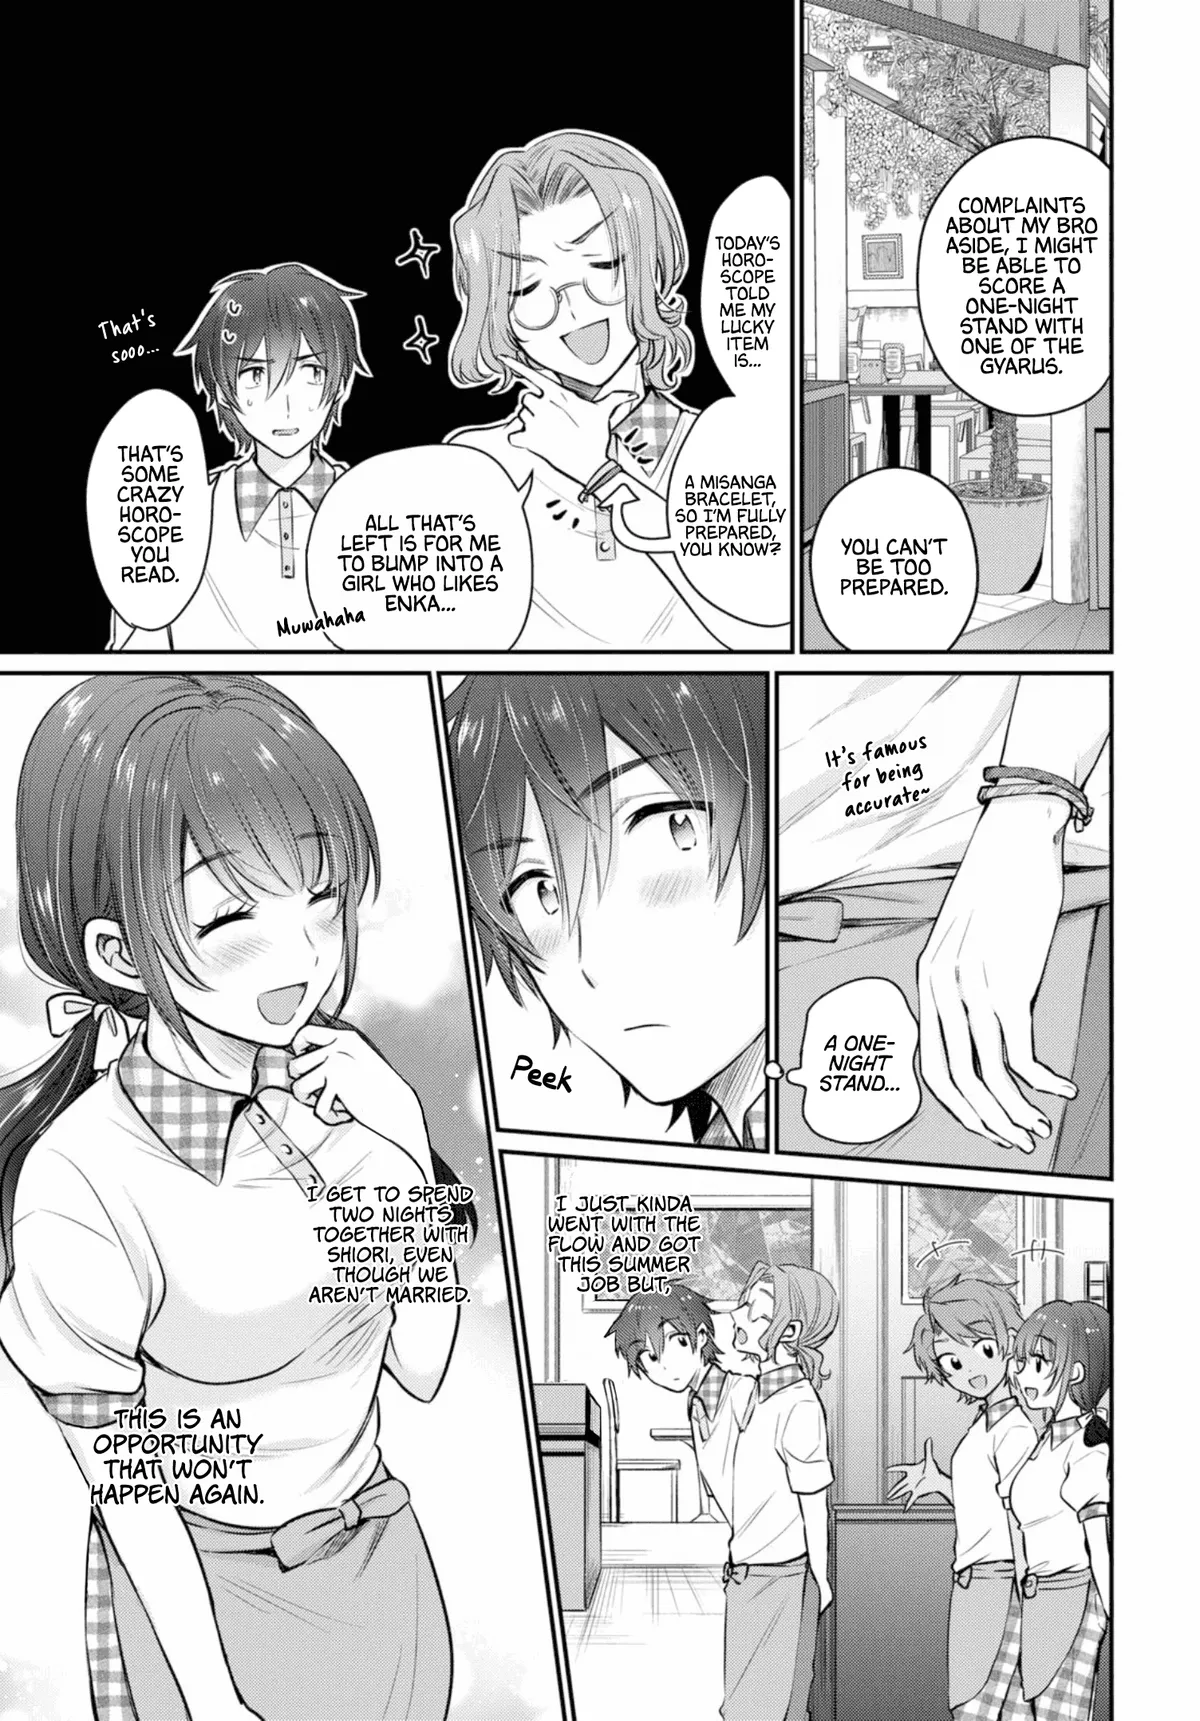 COMPLAINTS
ABOUT MY BRO
ASIDE, I MIGHT
BE ABLE TO
SCORE A
ONE-NIGHT
STAND WITH
ONE OF THE
GYARUS.
YOU CAN'T
BE TOO
PREPARED.
TODAY'S
HORO-
SCOPE
TOLD
ME MY
LUCKY
ITEM
IS...
A MISANGA
BRACELET,
SO I'M FULLY
PREPARED,
YOU KNOW?
ALL THAT'S
LEFT IS FOR ME
TO BUMP INTO A
GIRL WHO LIKES
ENKA...
Muwahaha
That's
sooo...
THAT'S
SOME
CRAZY
HORO-
SCOPE
YOU
READ.
It's famous
for being
accurate~
A ONE-
NIGHT
STAND...
Peek
I JUST KINDA
WENT WITH THE
FLOW AND GOT
THIS SUMMER
JOB BUT,
I GET TO SPEND
TWO NIGHTS
TOGETHER WITH
SHIORI, EVEN
THOUGH WE
AREN'T MARRIED.
THIS IS AN
OPPORTUNITY
THAT WON'T
HAPPEN AGAIN.